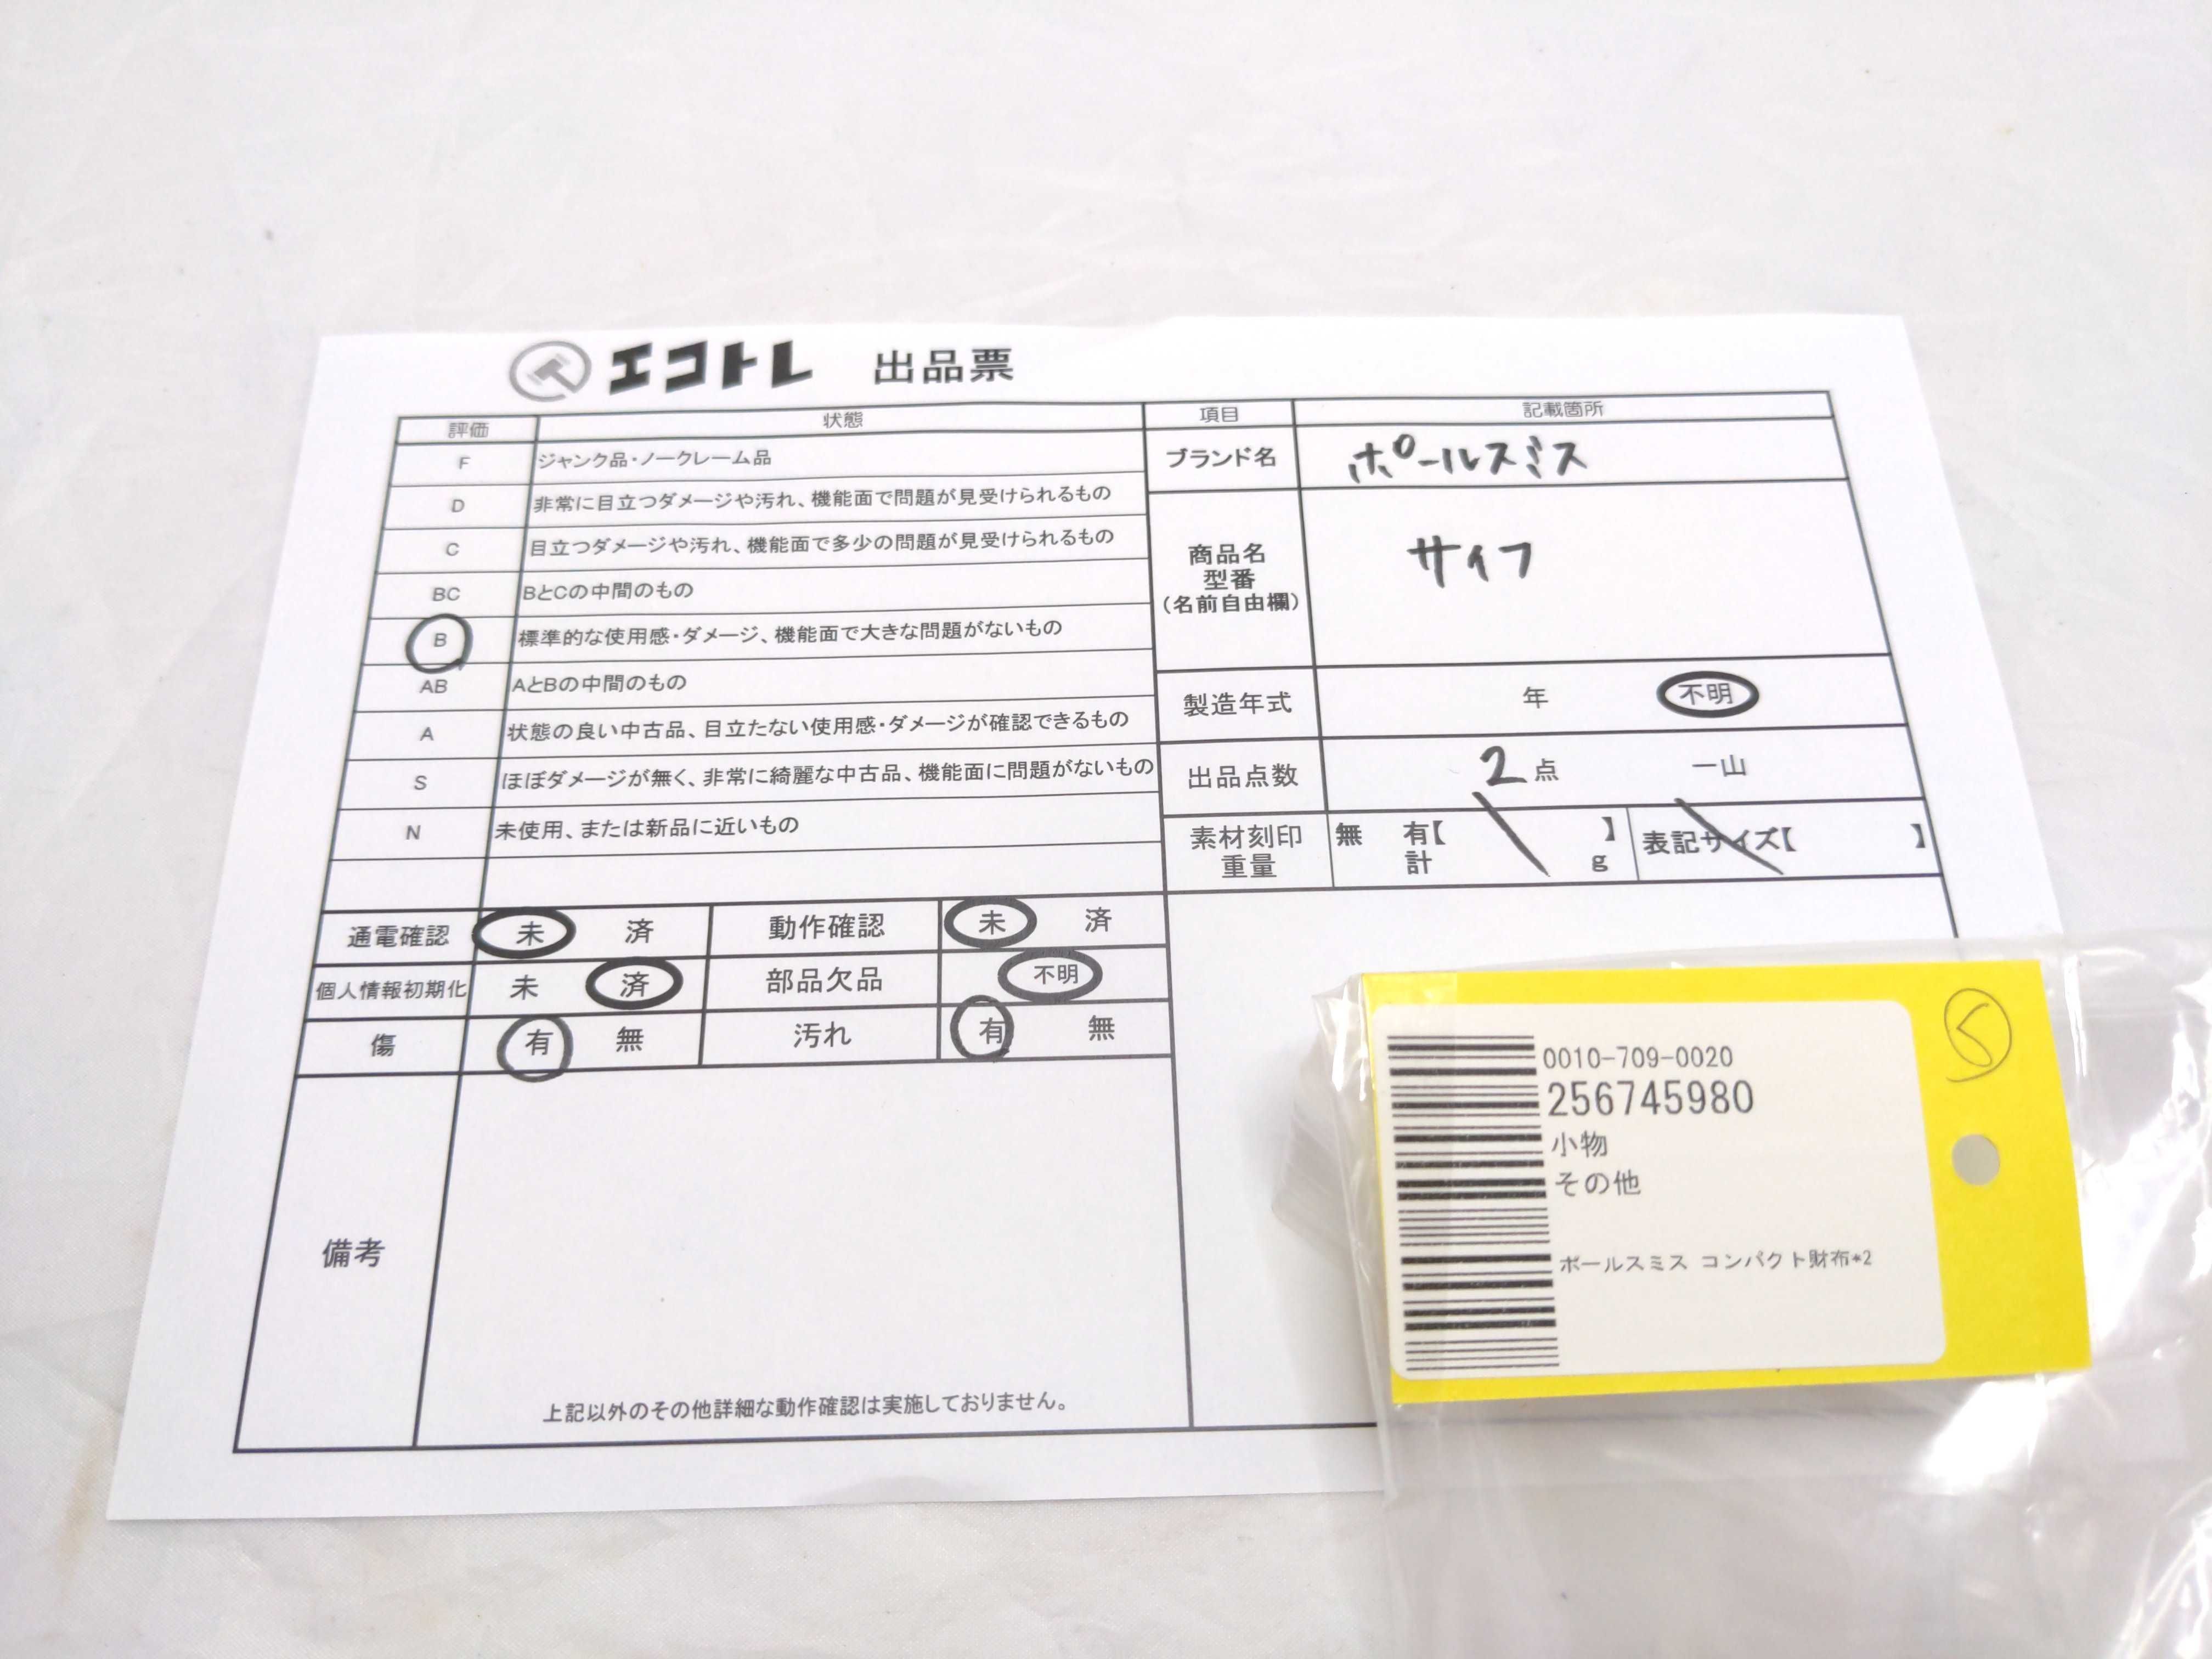 エコトレ 出品票
評価 状態
F ジャンク品・ノークレーム品
D 非常に目立つダメージや汚れ、機能面で問題が見受けられるもの
C 目立つダメージや汚れ、機能面で多少の問題が見受けられるもの
BC BとCの中間のもの
B 標準的な使用感・ダメージ、機能面で大きな問題がないもの
AB AとBの中間のもの
A 状態の良い中古品、目立たない使用感・ダメージが確認できるもの
S ほぼダメージが無く、非常に綺麗な中古品、機能面に問題がないもの
N 未使用、または新品に近いもの
項目 記載箇所
ブランド名 ポールスミス
商品名
型番
(名前自由欄)
サイフ
製造年式 年 不明
出品点数 2点 一山
素材刻印 無 有【 】 表記サイズ【 】
重量 計 g
通電確認 未 済 動作確認 未 済
個人情報初期化 未 済 部品欠品 不明
傷 有 無 汚れ 有 無
備考
上記以外のその他詳細な動作確認は実施しておりません。
0010-709-0020
256745980
小物
その他
ポールスミス コンパクト財布*2